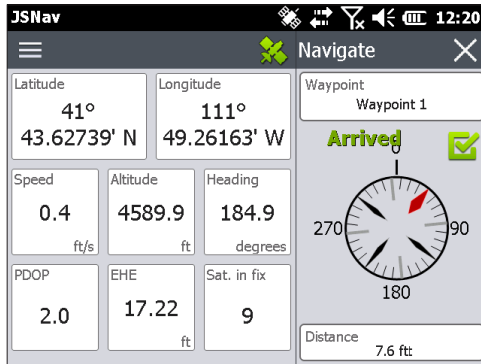 JSNav
12:20
Navigate
Latitude
41°
43.62739' N
Longitude
111°
49.26163' W
Speed
0.4
ft/s
Altitude
4589.9
ft
Heading
184.9
degrees
PDOP
2.0
EHE
17.22
ft
Sat. in fix
9
Waypoint
Waypoint 1
Arrived
0
270
90
180
Distance
7.6 ftt